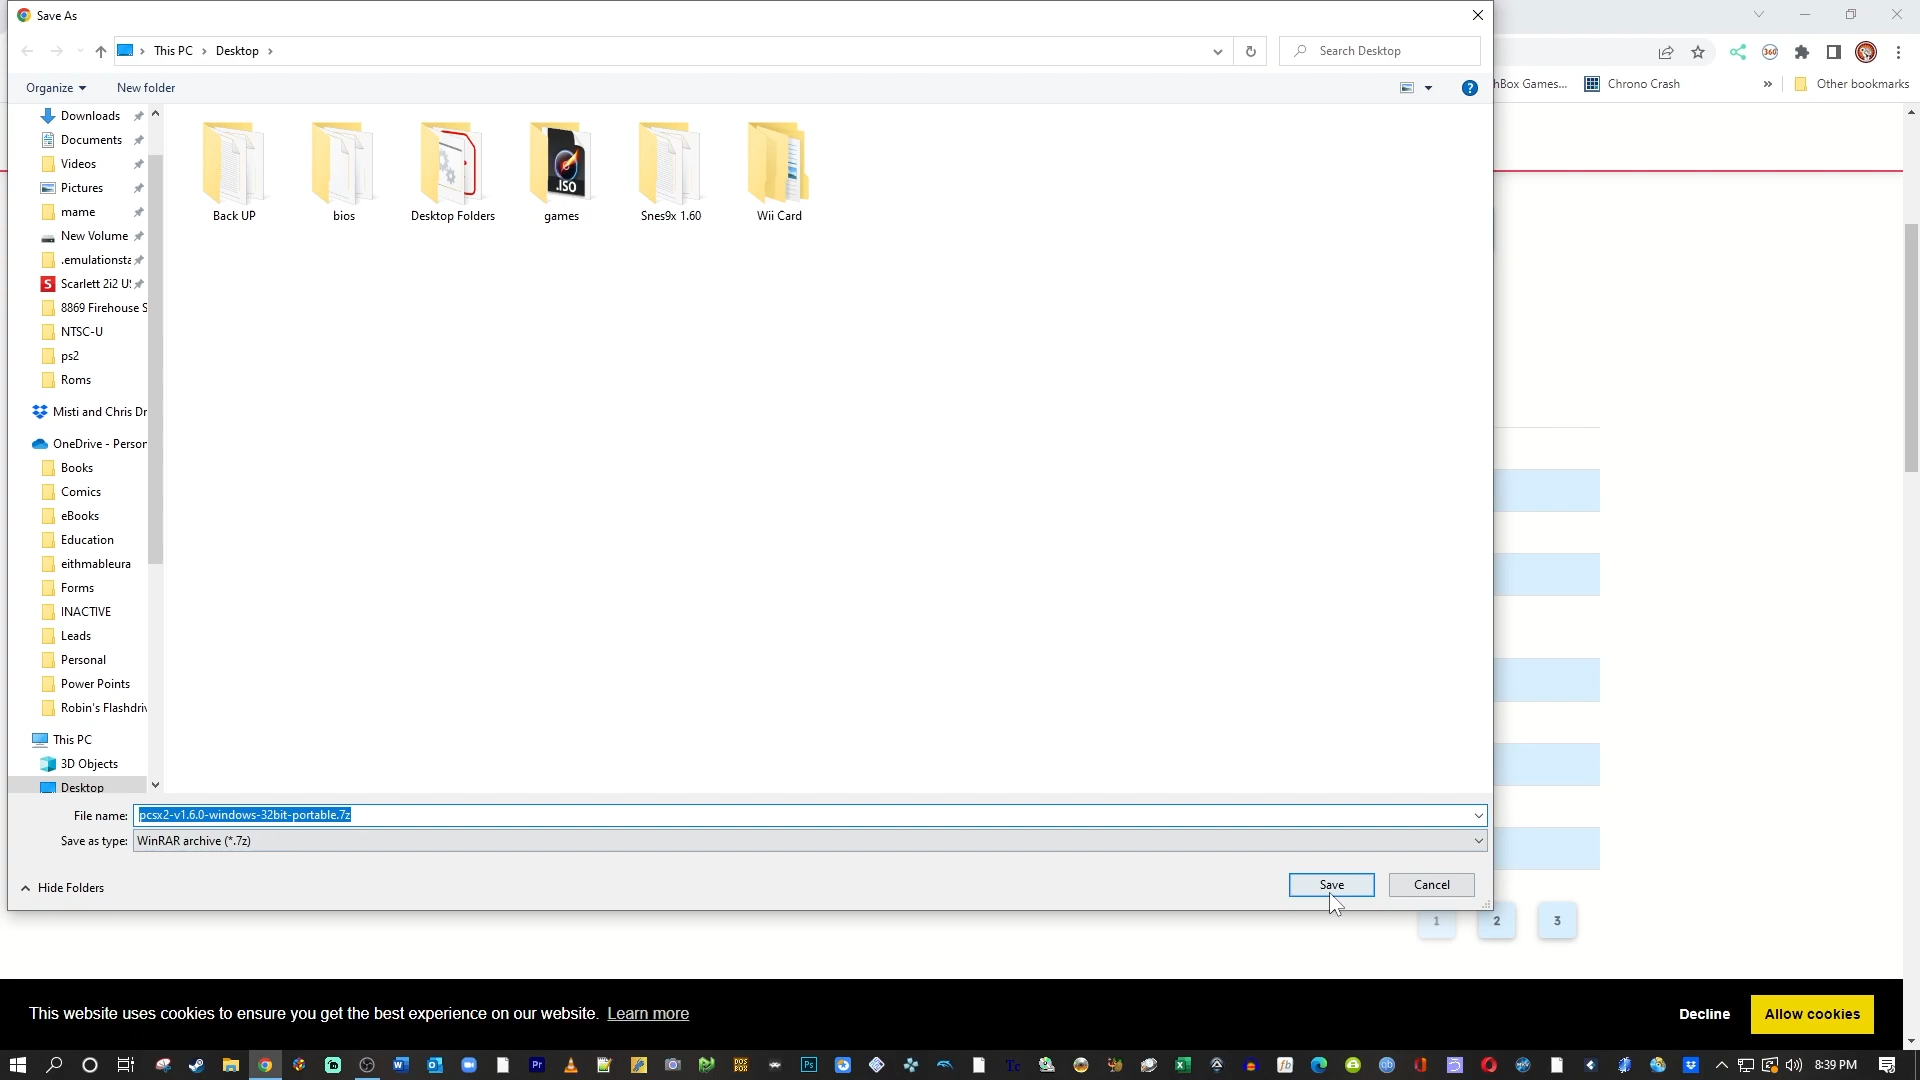 Save As
This PC
Desktop
Search Desktop
hBox Games...
Chrono Crash
»
Other bookmarks
360
Organize
New folder
Downloads
Documents
Videos
Pictures
mame
New Volume
.emulationsta
Scarlett 2i2 U
8869 Firehouse S
NTSC-U
ps2
Roms
Misti and Chris Dr
OneDrive - Person
Books
Comics
eBooks
Education
eithmableura
Forms
INACTIVE
Leads
Personal
Power Points
Robin's Flashdriv
This PC
3D Objects
Desktop
.ISO
Back UP
bios
Desktop Folders
games
Snes9x 1.60
Wii Card
File name: pcsx2-v1.6.0-windows-32bit-portable.7z
Save as type: WinRAR archive (*.7z)
Hide Folders
Save
Cancel
1 2 3
This website uses cookies to ensure you get the best experience on our website. Learn more
Decline
Allow cookies
8:39 PM